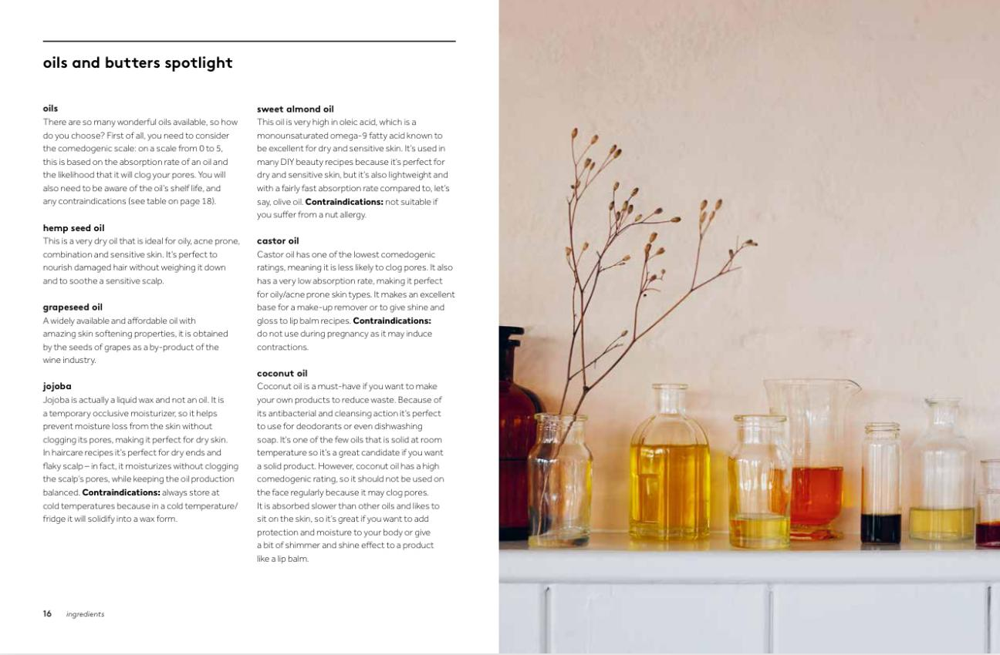 oils and butters spotlight
oils
There are so many wonderful oils available, so how
do you choose? First of all, you need to consider
the comedogenic scale: on a scale from 0 to 5,
this is based on the absorption rate of an oil and
the likelihood that it will clog your pores. You will
also need to be aware of the oil's shelf life, and
any contraindications (see table on page 18).
hemp seed oil
This is a very dry oil that is ideal for oily, acne prone,
combination and sensitive skin. It's perfect to
nourish damaged hair without weighing it down
and to soothe a sensitive scalp.
grapeseed oil
A widely available and affordable oil with
amazing skin softening properties, it is obtained
by the seeds of grapes as a by-product of the
wine industry.
jojoba
Jojoba is actually a liquid wax and not an oil. It is
a temporary occlusive moisturizer, so it helps
prevent moisture loss from the skin without
clogging its pores, making it perfect for dry skin.
In haircare recipes it's perfect for dry ends and
flaky scalp – in fact, it moisturizes without clogging
the scalp's pores, while keeping the oil production
balanced. Contraindications: always store at
cold temperatures because in a cold temperature/
fridge it will solidify into a wax form.
sweet almond oil
This oil is very high in oleic acid, which is a
monounsaturated omega-9 fatty acid known to
be excellent for dry and sensitive skin. It's used in
many DIY beauty recipes because it's perfect for
dry and sensitive skin, but it's also lightweight and
with a fairly fast absorption rate compared to, let's
say, olive oil. Contraindications: not suitable if
you suffer from a nut allergy.
castor oil
Castor oil has one of the lowest comedogenic
ratings, meaning it is less likely to clog pores. It also
has a very low absorption rate, making it perfect
for oily/acne prone skin types. It makes an excellent
base for a make-up remover or to give shine and
gloss to lip balm recipes. Contraindications:
do not use during pregnancy as it may induce
contractions.
coconut oil
Coconut oil is a must-have if you want to make
your own products to reduce waste. Because of
its antibacterial and cleansing action it's perfect
to use for deodorants or even dishwashing
soap. It's one of the few oils that is solid at room
temperature so it's a great candidate if you want
a solid product. However, coconut oil has a high
comedogenic rating, so it should not be used on
the face regularly because it may clog pores.
It is absorbed slower than other oils and likes to
sit on the skin, so it's great if you want to add
protection and moisture to your body or give
a bit of shimmer and shine effect to a product
like a lip balm.
16 ingredients